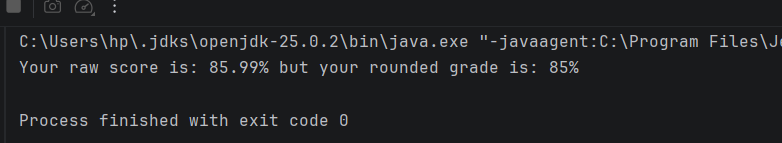 C:\Users\hp\.jdks\openjdk-25.0.2\bin\java.exe "-javaagent:C:\Program Files\Je
Your raw score is: 85.99% but your rounded grade is: 85%
Process finished with exit code 0